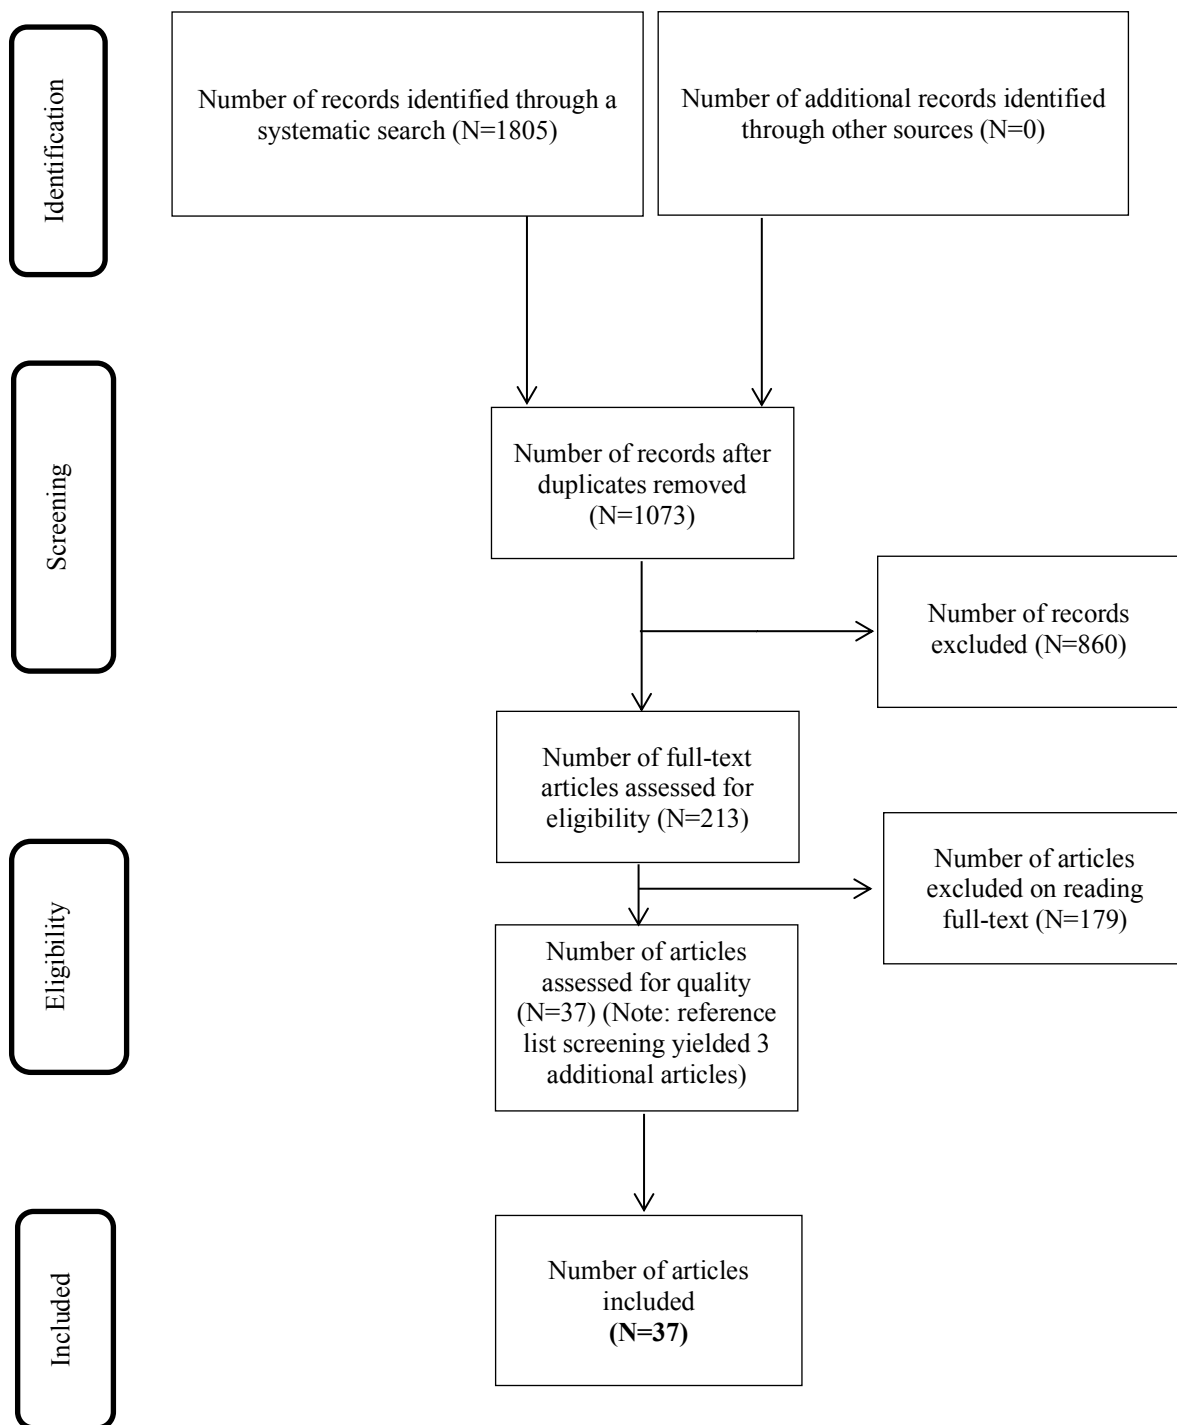 Identification
Number of records identified through a
systematic search (N=1805)
Number of additional records identified
through other sources (N=0)
Screening
Number of records after
duplicates removed
(N=1073)
Number of records
excluded (N=860)
Number of full-text
articles assessed for
eligibility (N=213)
Eligibility
Number of articles
excluded on reading
full-text (N=179)
Number of articles
assessed for quality
(N=37) (Note: reference
list screening yielded 3
additional articles)
Included
Number of articles
included
(N=37)